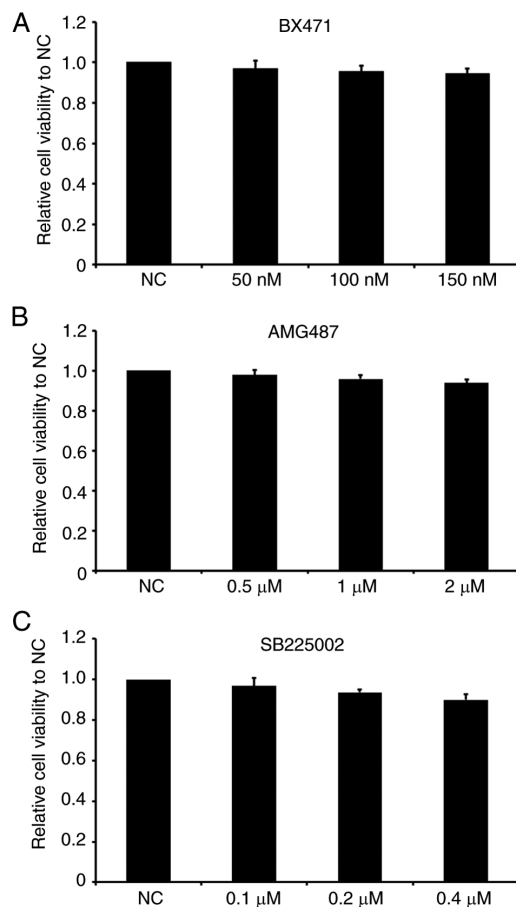 A
BX471
Relative cell viability to NC
1.2
1.0
0.8
0.6
0.4
0.2
0
NC
50 nM
100 nM
150 nM
B
AMG487
Relative cell viability to NC
1.2
1.0
0.8
0.6
0.4
0.2
0
NC
0.5 µM
1 µM
2 µM
C
SB225002
Relative cell viability to NC
1.2
1.0
0.8
0.6
0.4
0.2
0
NC
0.1 µM
0.2 µM
0.4 µM